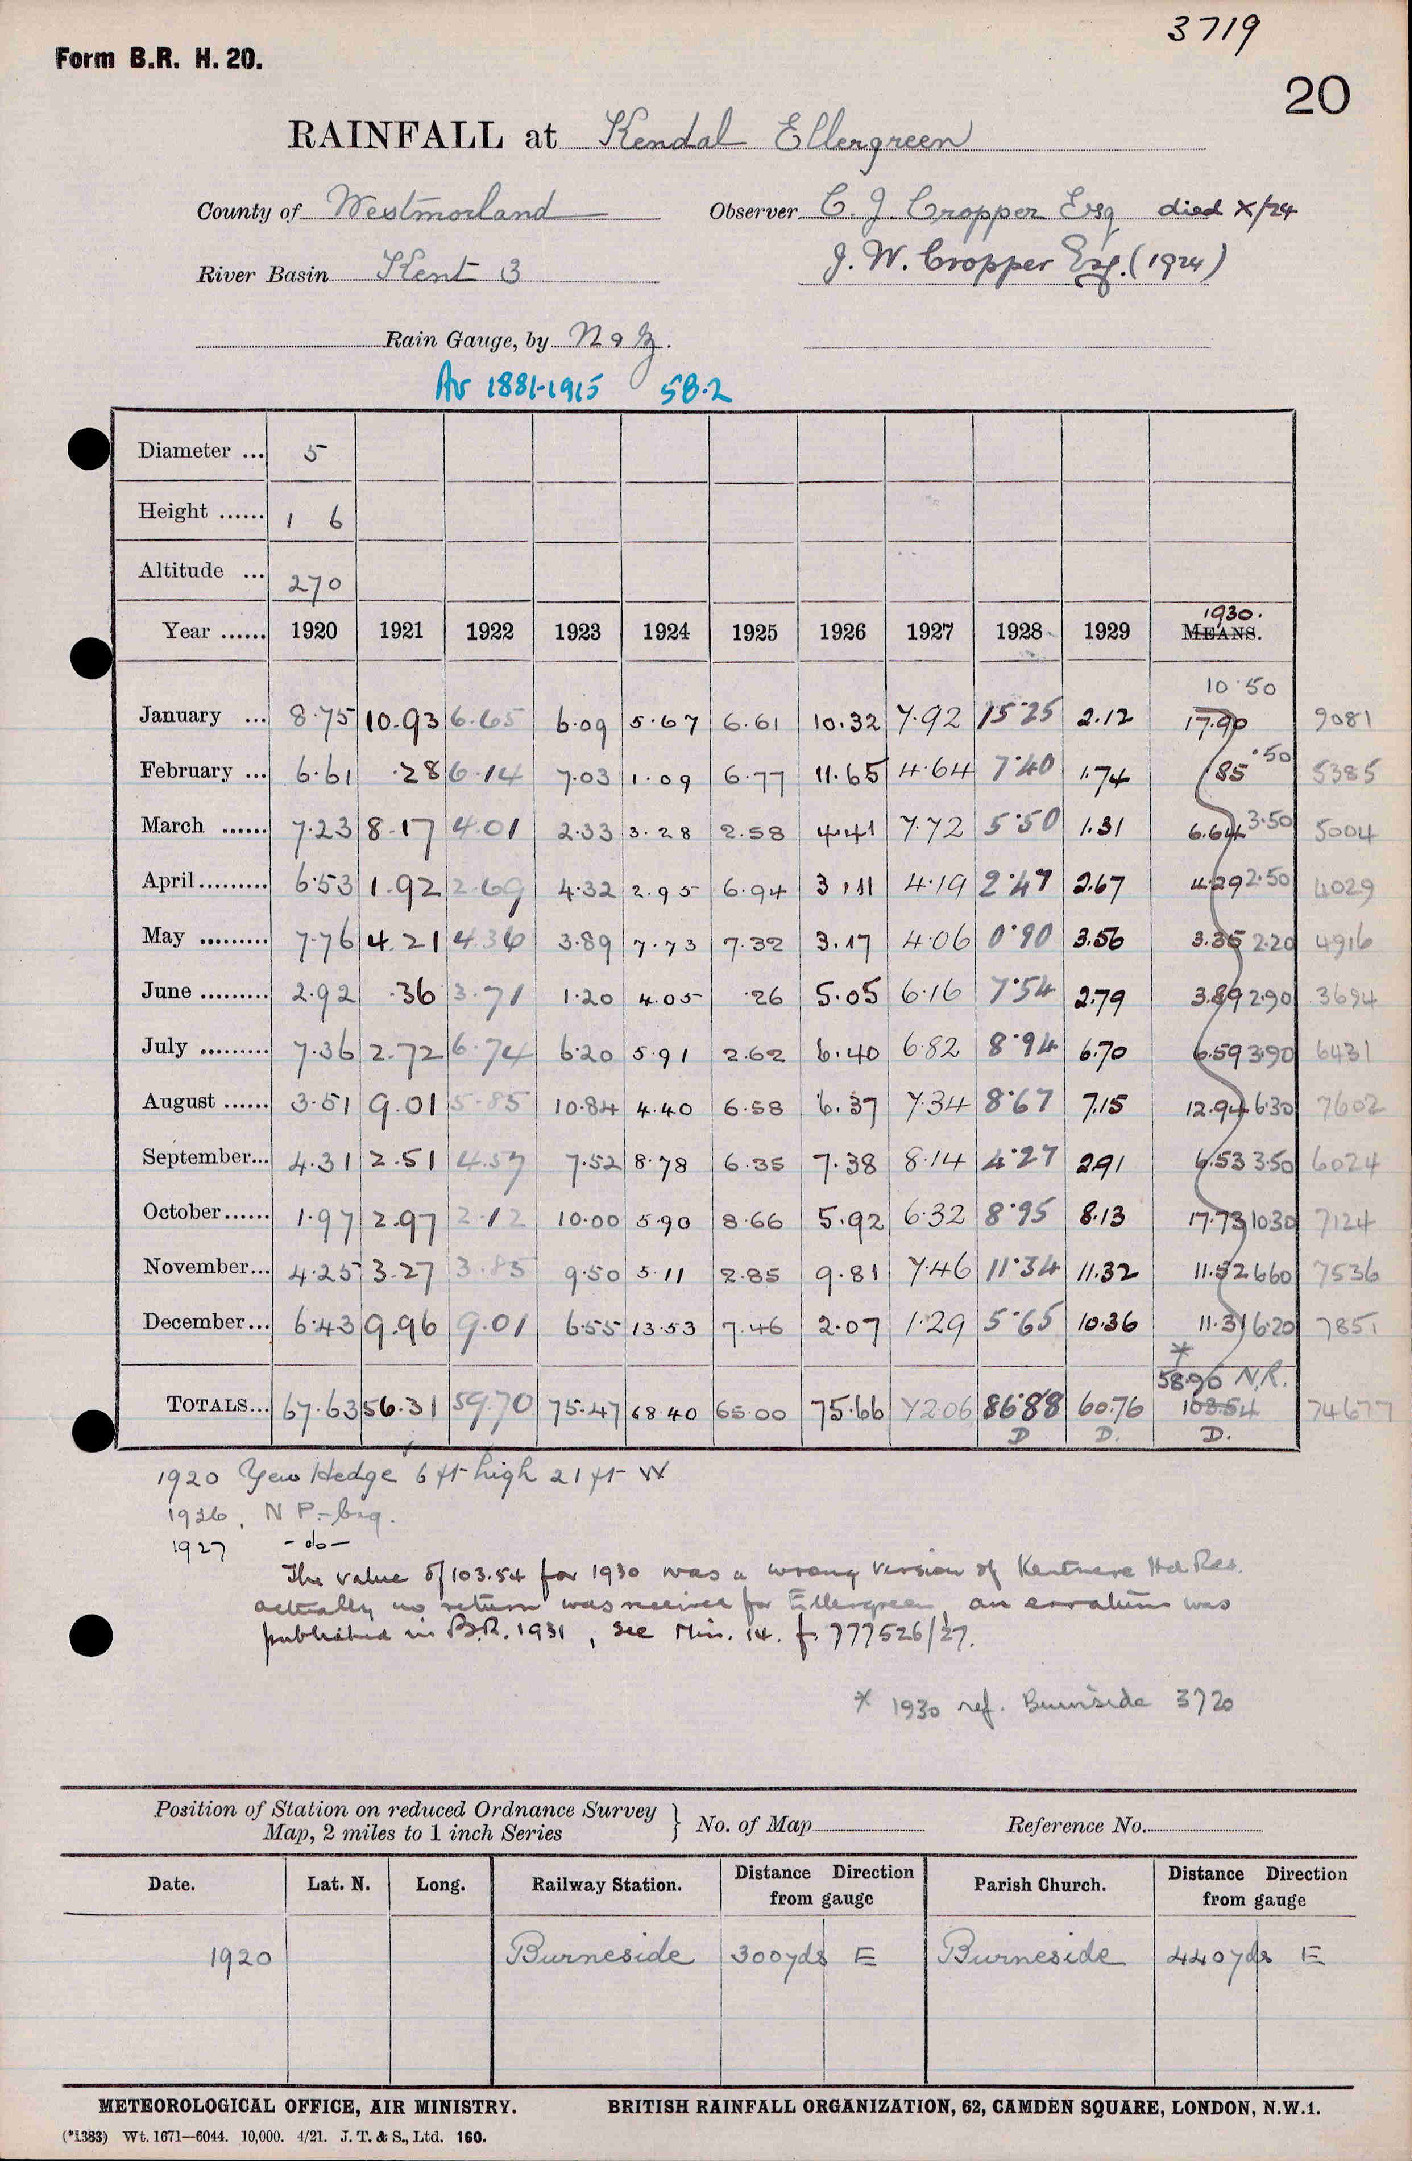 3719
Form B.R. H. 20.
20
RAINFALL at Kendal Ellergreen
County of Westmorland Observer C. J. Cropper Esq died X/24
River Basin Kent 3 J. W. Cropper Esq. (1924)
Rain Gauge, by N & Z.
Av 1881-1915 58.2
Diameter ... 5
Height ...... 1 6
Altitude ... 270
1930.
Year ...... 1920 1921 1922 1923 1924 1925 1926 1927 1928 1929 MEANS.
10.50
January ... 8.75 10.93 6.65 6.09 5.67 6.61 10.32 7.92 15.25 2.12 17.90 9081
February ... 6.61 .28 6.14 7.03 1.09 6.77 11.65 4.64 7.40 1.74 .85 .50 5385
March ...... 7.23 8.17 4.01 2.33 3.28 2.58 4.41 7.72 5.50 1.31 6.64 3.50 5004
April ......... 6.53 1.92 2.69 4.32 2.95 6.94 3.11 4.19 2.47 2.67 4.29 2.50 4029
May ......... 7.76 4.21 4.36 3.89 7.73 7.32 3.17 4.06 0.90 3.56 3.35 2.20 4916
June ......... 2.92 .36 3.71 1.20 4.05 .26 5.05 6.16 7.54 2.79 3.89 2.90 3694
July ......... 7.36 2.72 6.74 6.20 5.91 2.62 6.40 6.82 8.94 6.70 6.59 3.90 6431
August ...... 3.51 9.01 5.85 10.84 4.40 6.58 6.37 7.34 8.67 7.15 12.94 6.30 7602
September... 4.31 2.51 4.57 7.52 8.78 6.35 7.38 8.14 4.27 2.91 6.53 3.50 6024
October...... 1.97 2.97 2.12 10.00 5.90 8.66 5.92 6.32 8.95 8.13 17.73 10.30 7124
November... 4.25 3.27 3.85 9.50 5.11 2.85 9.81 7.46 11.34 11.32 11.52 6.60 7536
December... 6.43 9.96 9.01 6.55 13.53 7.46 2.07 1.29 5.65 10.36 11.31 6.20 7851
*
58.90 N.R.
TOTALS... 67.63 56.31 59.70 75.47 68.40 65.00 75.66 72.06 86.88 60.76 103.54 74677
D D. D.
1920 Yew Hedge 6 ft high 21 ft W
1926, N P.-brg.
1927 -do-
The value of 103.54 for 1930 was a wrong version of Kentmere Hd Res.
actually no return was received for Ellergreen, an erratum was
published in B.R. 1931, see Min. 14. f. 777526/27.
* 1930 ref. Burnside 3720
Position of Station on reduced Ordnance Survey
Map, 2 miles to 1 inch Series } No. of Map Reference No.
Date. Lat. N. Long. Railway Station. Distance Direction from gauge Parish Church. Distance Direction from gauge
1920 Burneside 300yds E Burneside 440yds E
METEOROLOGICAL OFFICE, AIR MINISTRY. BRITISH RAINFALL ORGANIZATION, 62, CAMDEN SQUARE, LONDON, N.W.1.
(*1383) Wt. 1671—6044. 10,000. 4/21. J. T. & S., Ltd. 160.